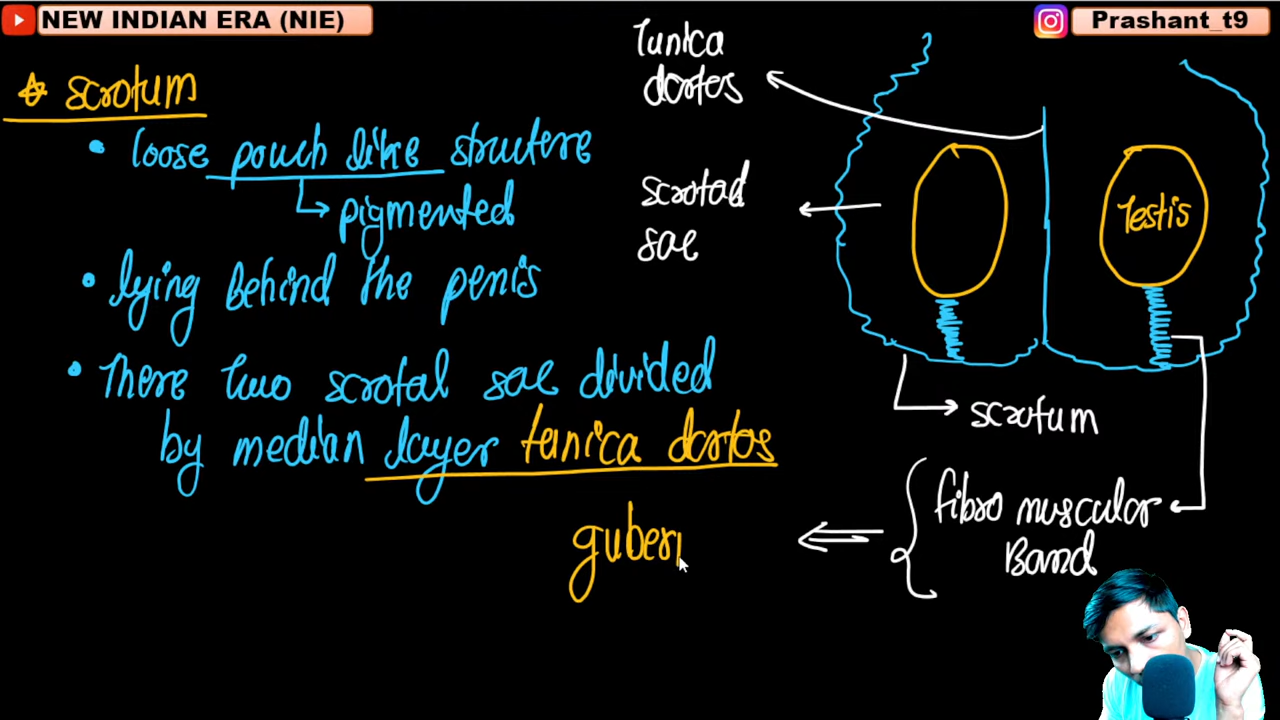 NEW INDIAN ERA (NIE)
Prashant_t9
scrotum
loose pouch like structure
pigmented
lying behind the penis
There two scrotal sac divided
by median layer tunica dartos
guberr
Tunica
dartos
scrotal
sac
Testis
scrotum
fibro muscular
Band